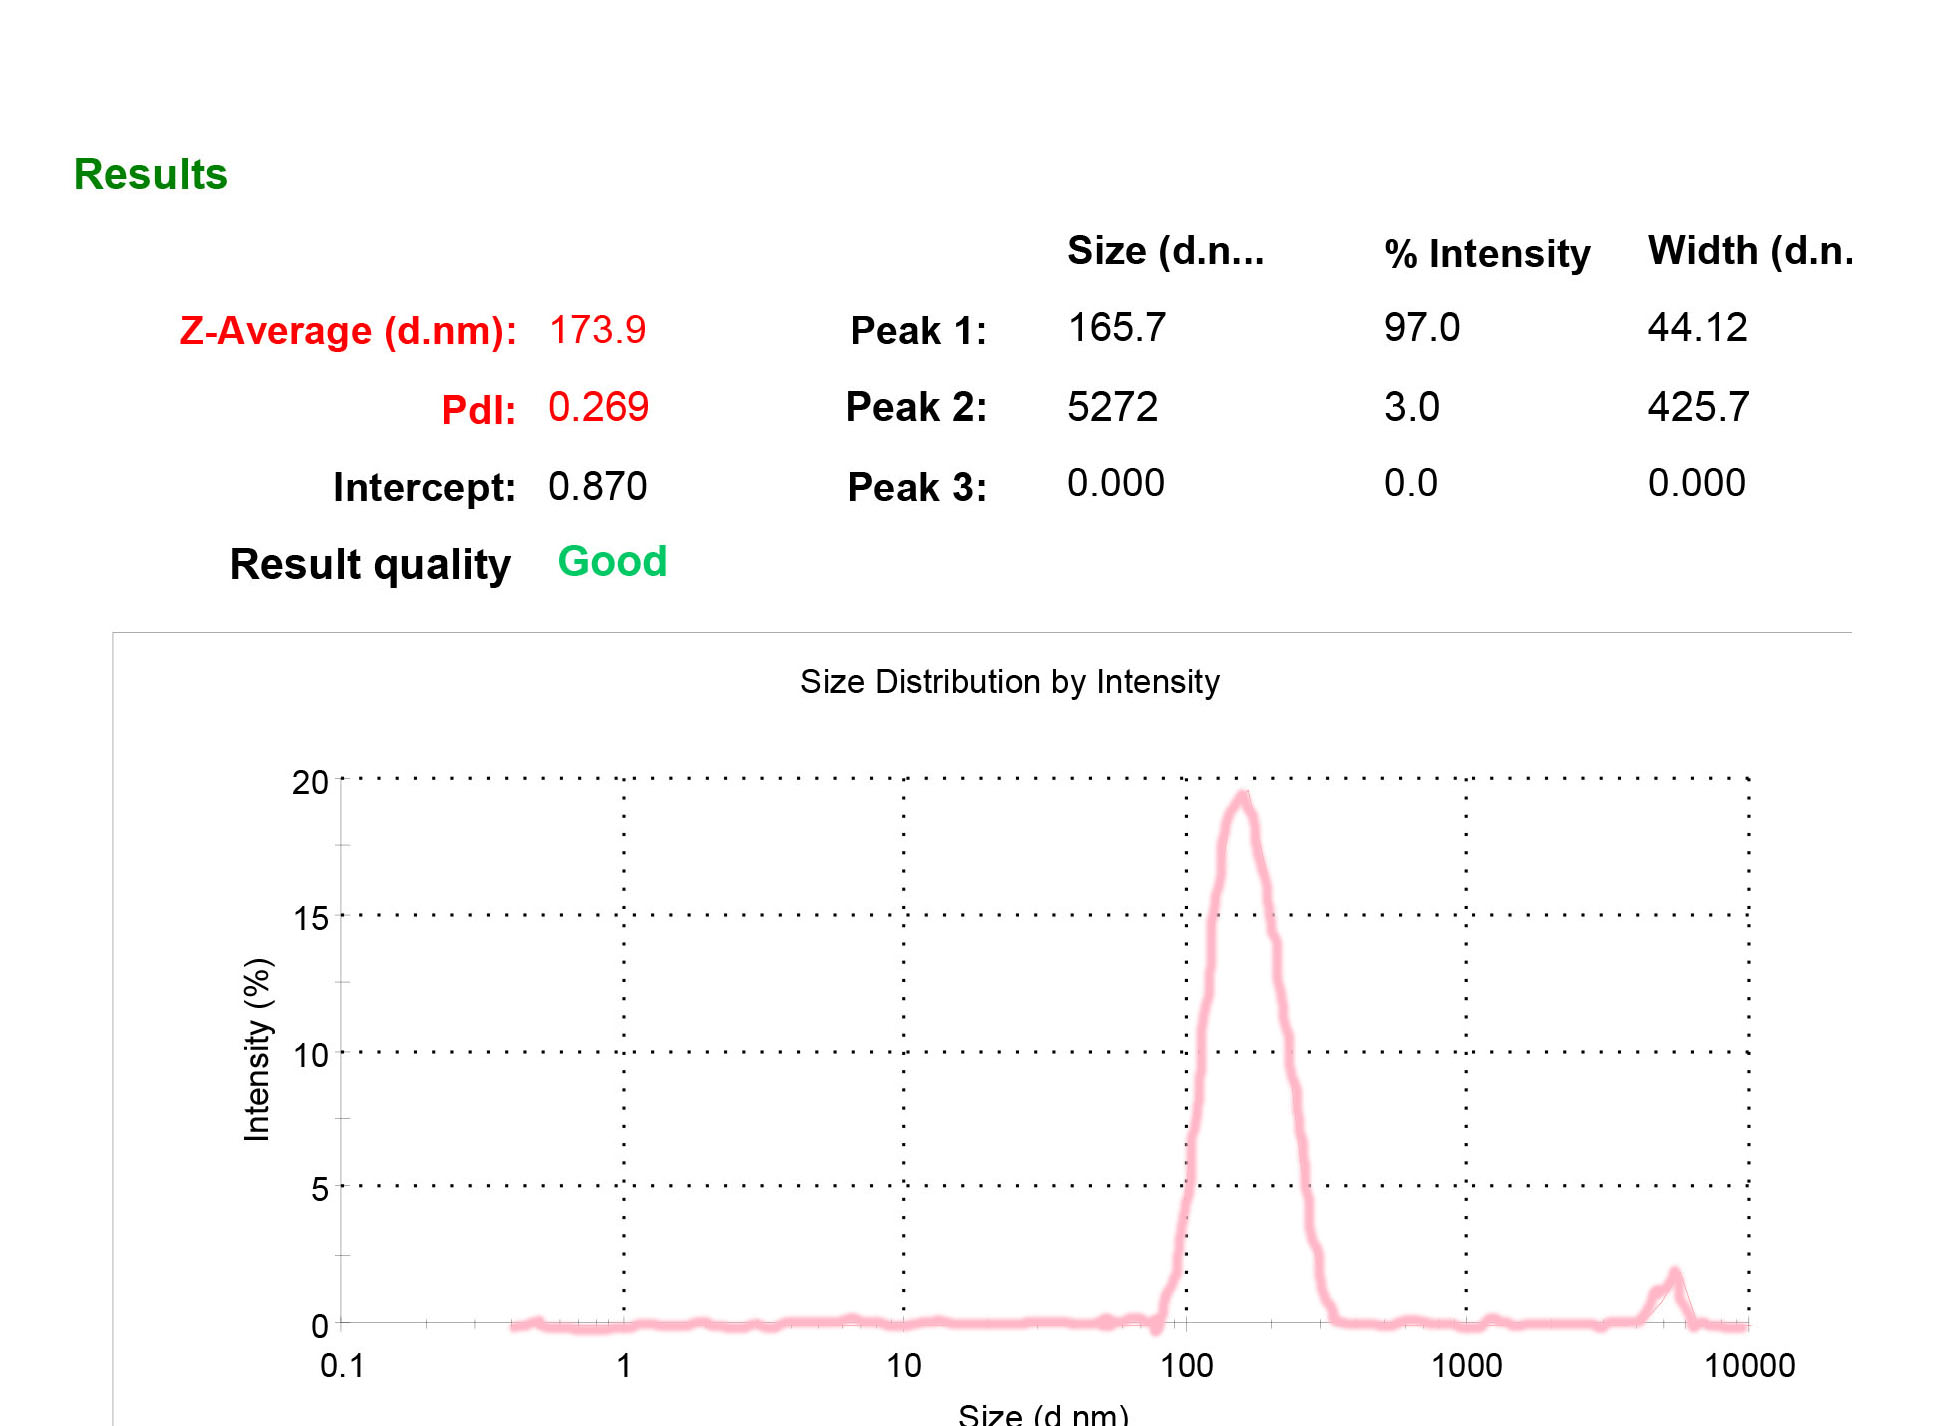 Results
Size (d.n... % Intensity Width (d.n.
Z-Average (d.nm): 173.9 Peak 1: 165.7 97.0 44.12
PdI: 0.269 Peak 2: 5272 3.0 425.7
Intercept: 0.870 Peak 3: 0.000 0.0 0.000
Result quality Good
Size Distribution by Intensity
20
15
10
5
0
Intensity (%)
0.1 1 10 100 1000 10000
Size (d.nm)